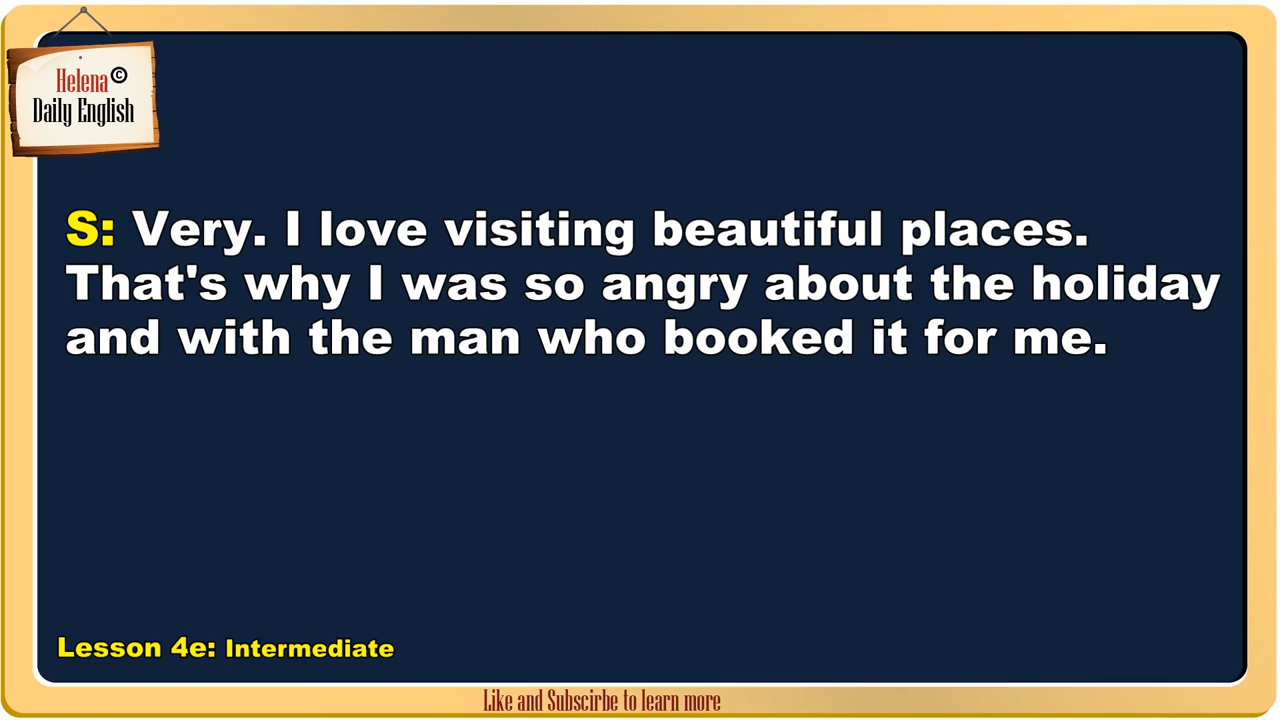 Helena ©
Daily English
S: Very. I love visiting beautiful places.
That's why I was so angry about the holiday
and with the man who booked it for me.
Lesson 4e: Intermediate
Like and Subscirbe to learn more